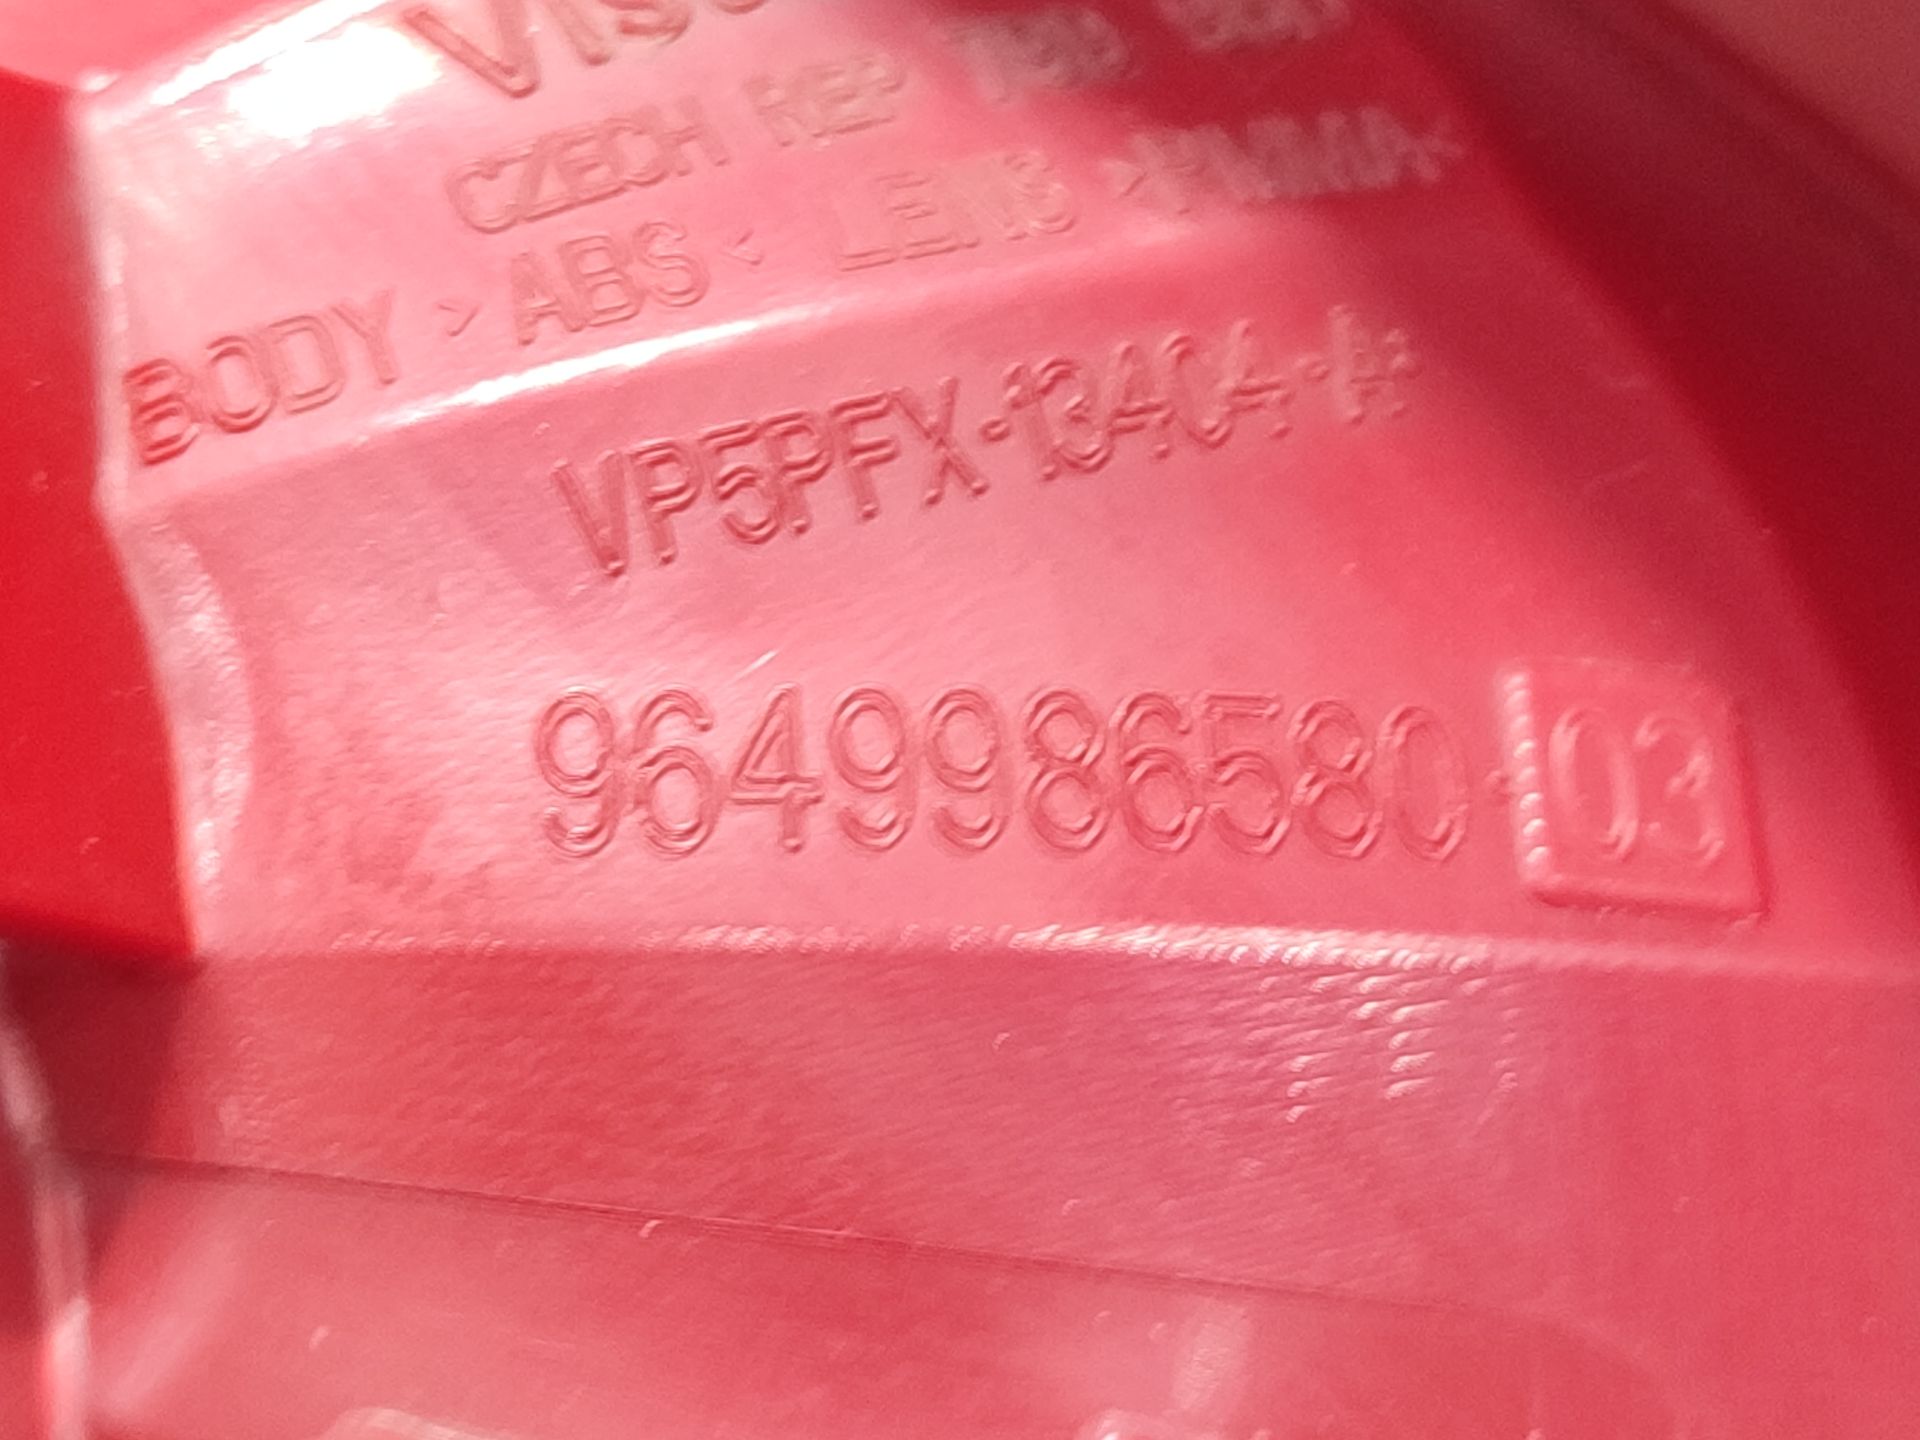 CZECH REP
BODY >ABS< LENS >PMMA<
VP5PFX-13404-A
9649986580 03